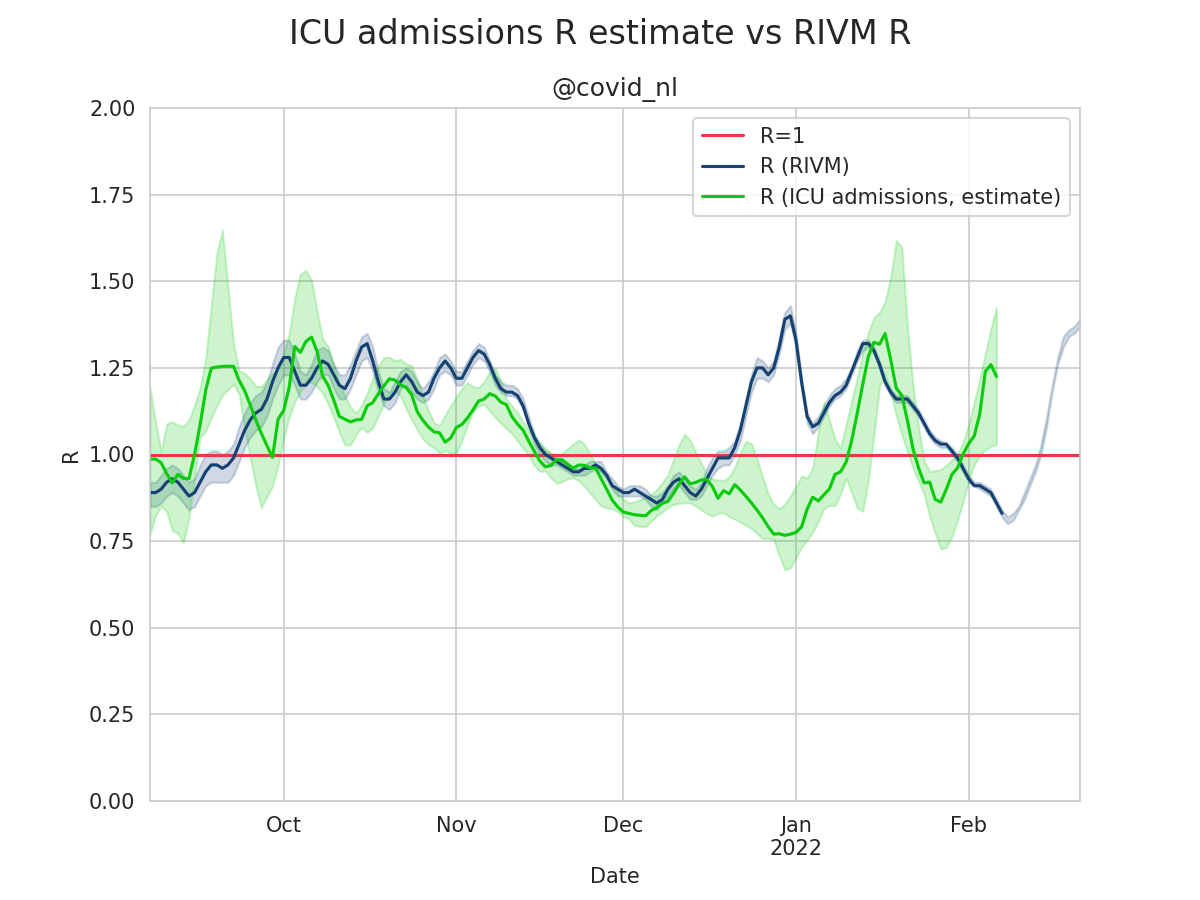 ICU admissions R estimate vs RIVM R
@covid_nl
R=1
R (RIVM)
R (ICU admissions, estimate)
2.00
1.75
1.50
1.25
1.00
0.75
0.50
0.25
0.00
R
Oct Nov Dec Jan Feb
2022
Date